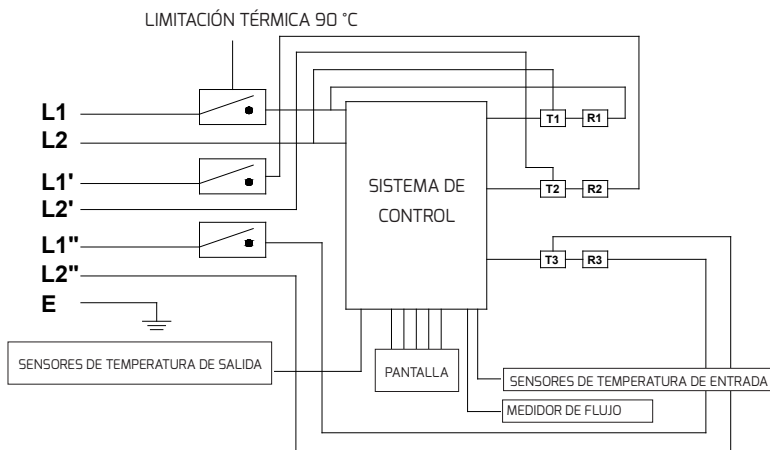 LIMITACIÓN TÉRMICA 90 °C
L1
L2
L1'
L2'
L1"
L2"
E
SISTEMA DE
CONTROL
T1 R1
T2 R2
T3 R3
SENSORES DE TEMPERATURA DE SALIDA
PANTALLA
SENSORES DE TEMPERATURA DE ENTRADA
MEDIDOR DE FLUJO